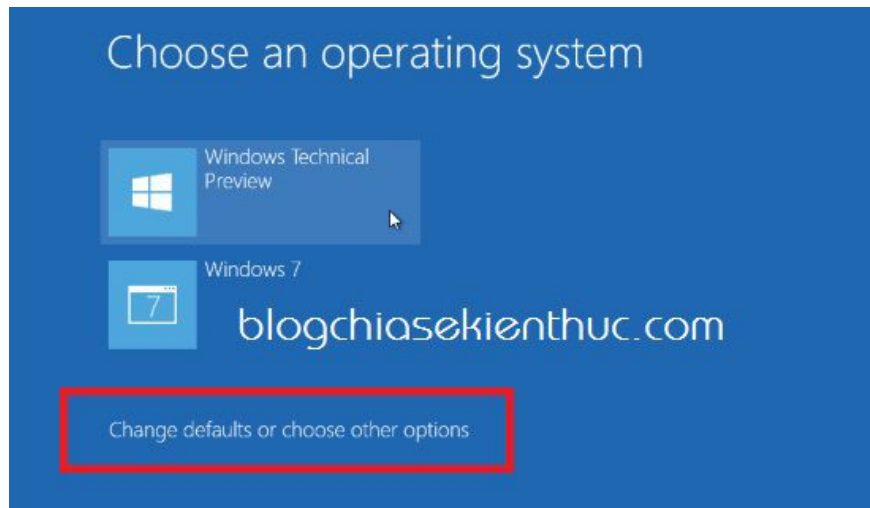 Choose an operating system
Windows Technical
Preview
Windows 7
7
blogchiasekienthuc.com
Change defaults or choose other options